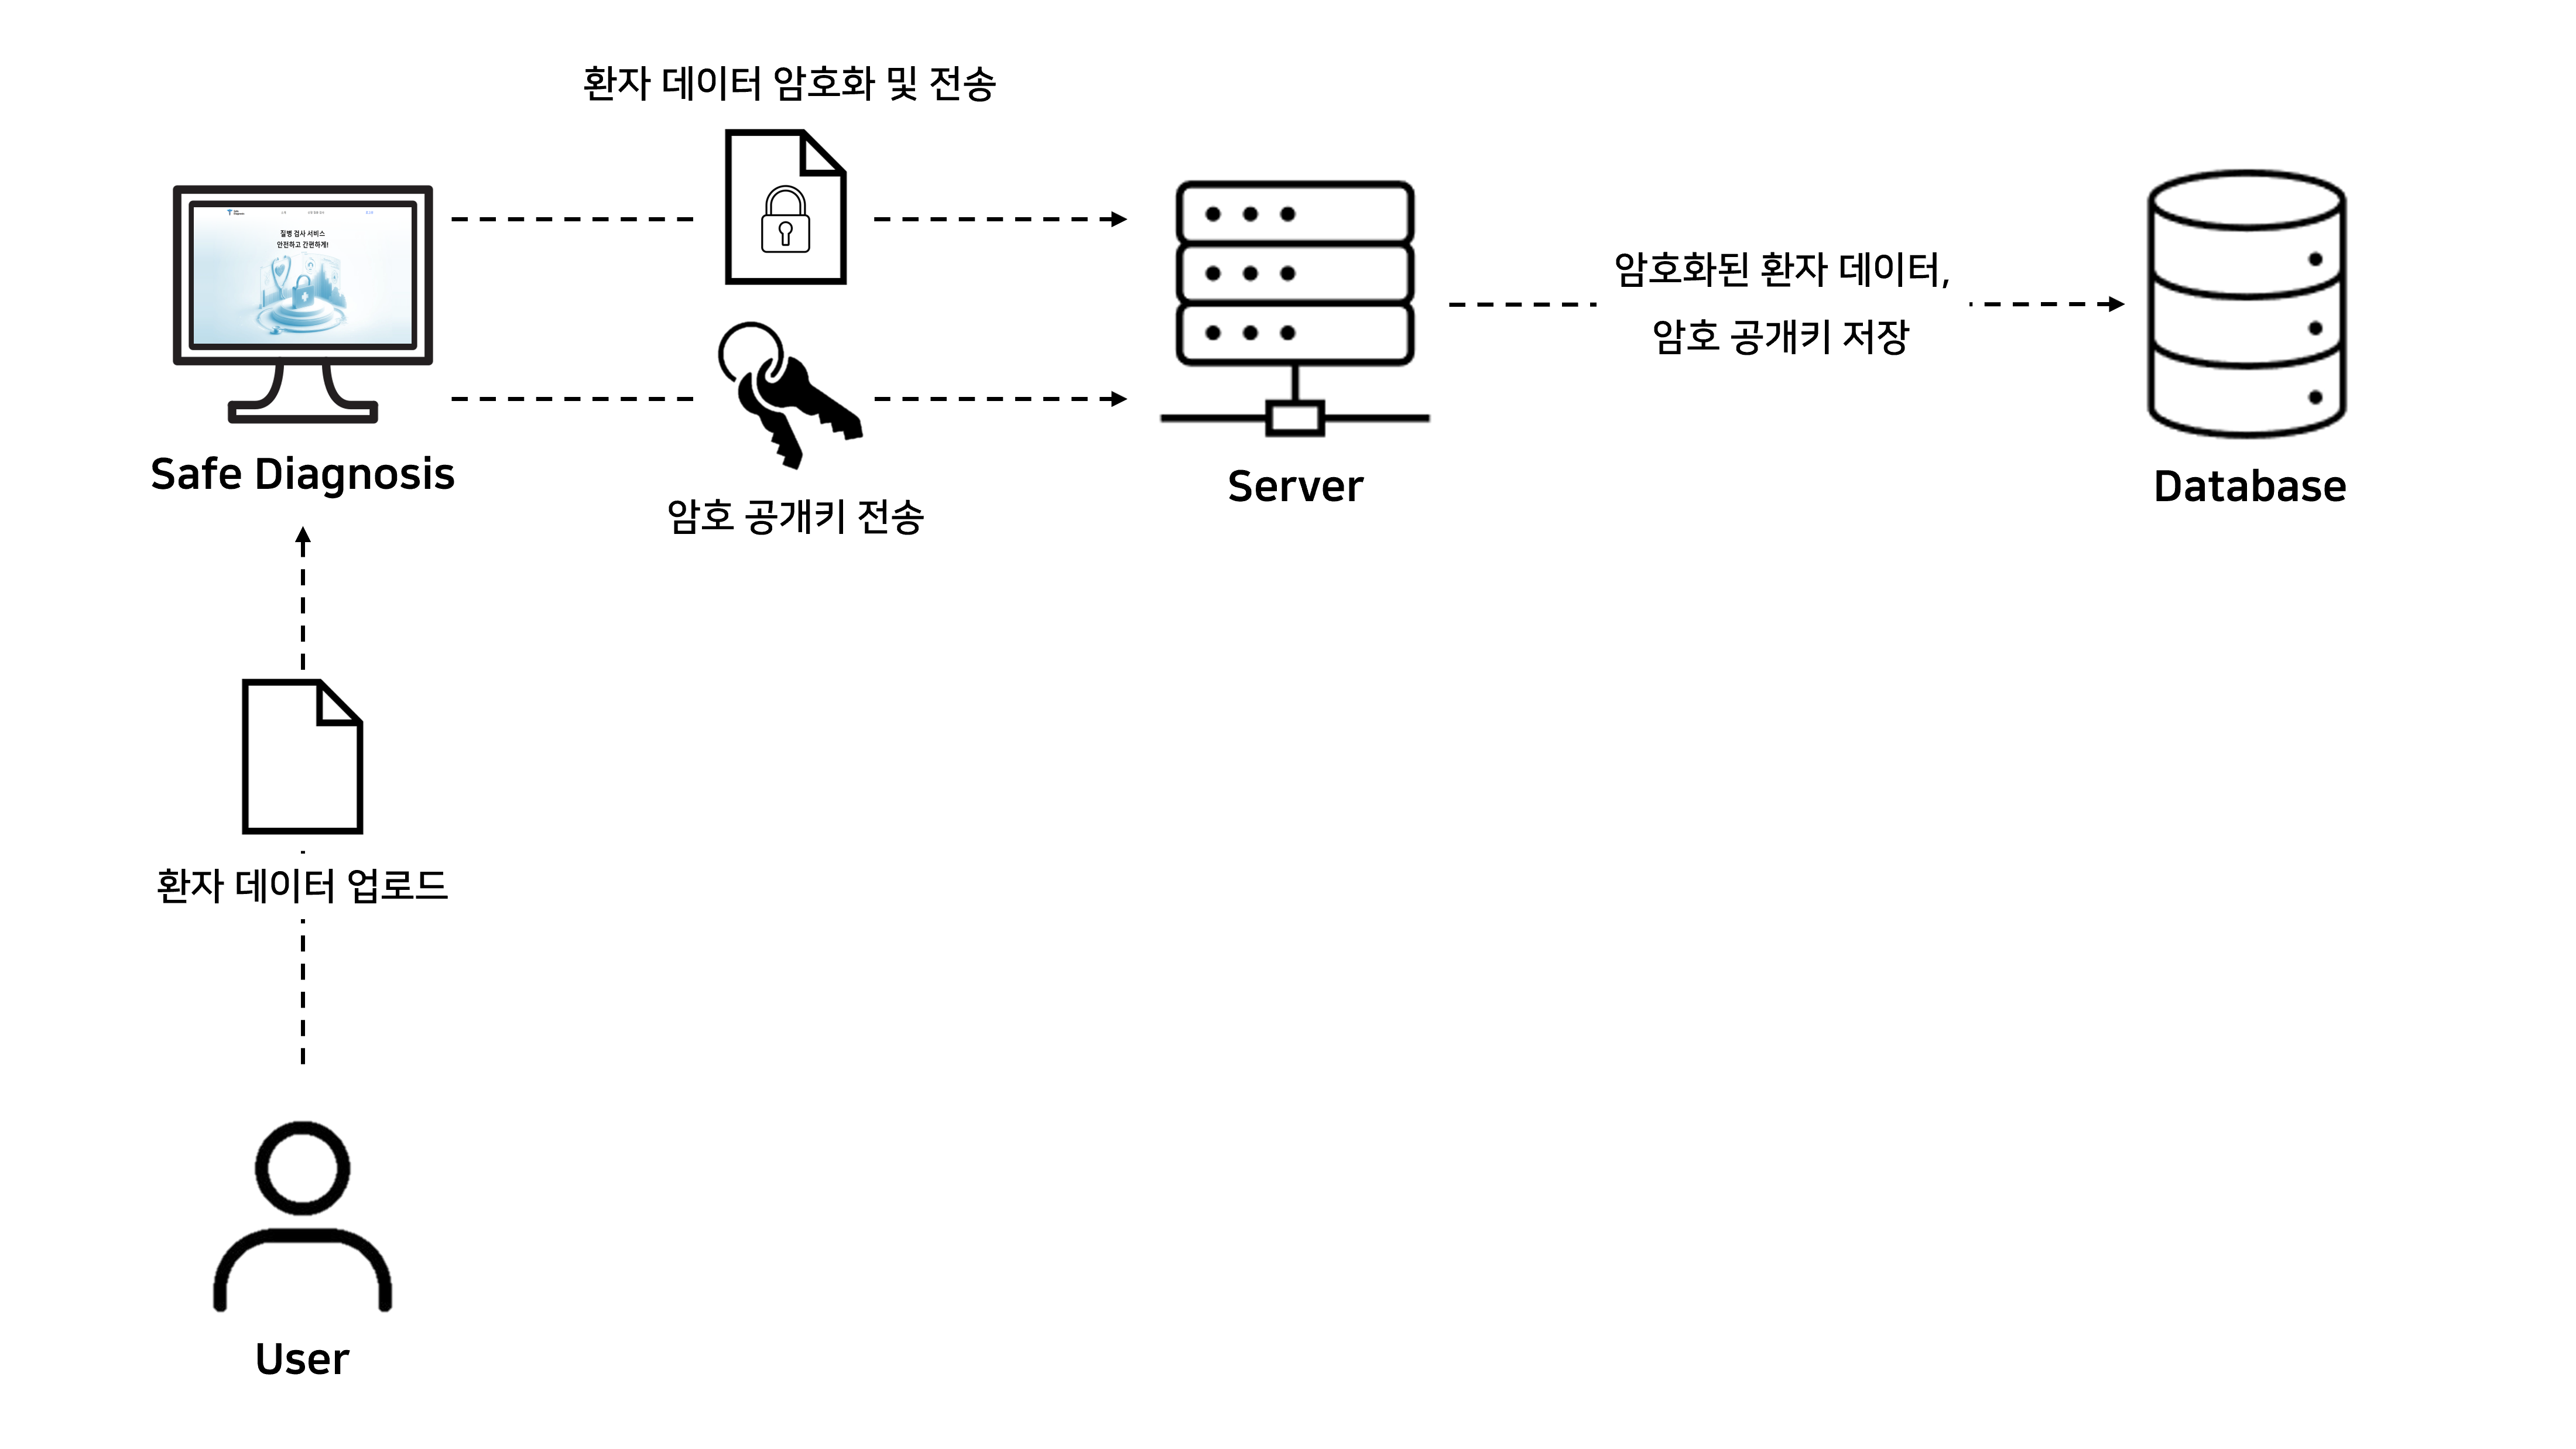 환자 데이터 암호화 및 전송
질병 검사 서비스
안전하고 간편하게!
암호화된 환자 데이터,
암호 공개키 저장
Safe Diagnosis
암호 공개키 전송
Server
Database
환자 데이터 업로드
User